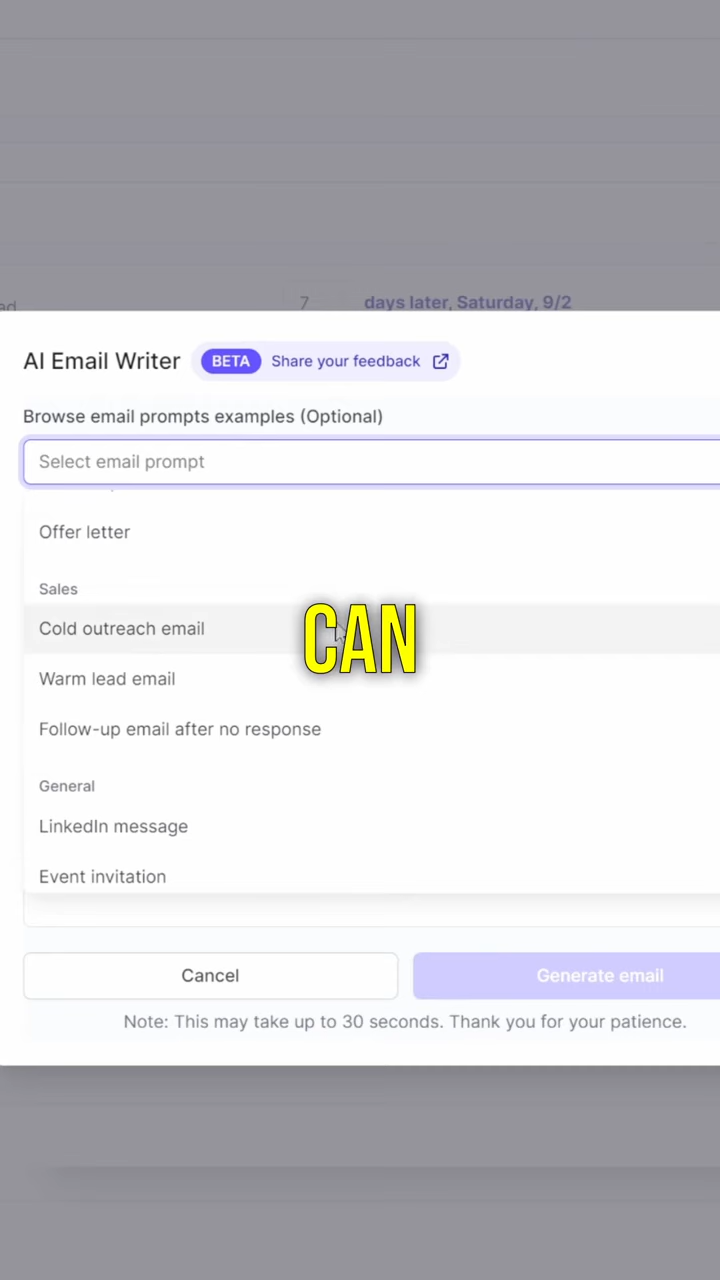 7 days later, Saturday, 9/2
AI Email Writer BETA Share your feedback
Browse email prompts examples (Optional)
Select email prompt
Offer letter
Sales
Cold outreach email
CAN
Warm lead email
Follow-up email after no response
General
LinkedIn message
Event invitation
Cancel Generate email
Note: This may take up to 30 seconds. Thank you for your patience.